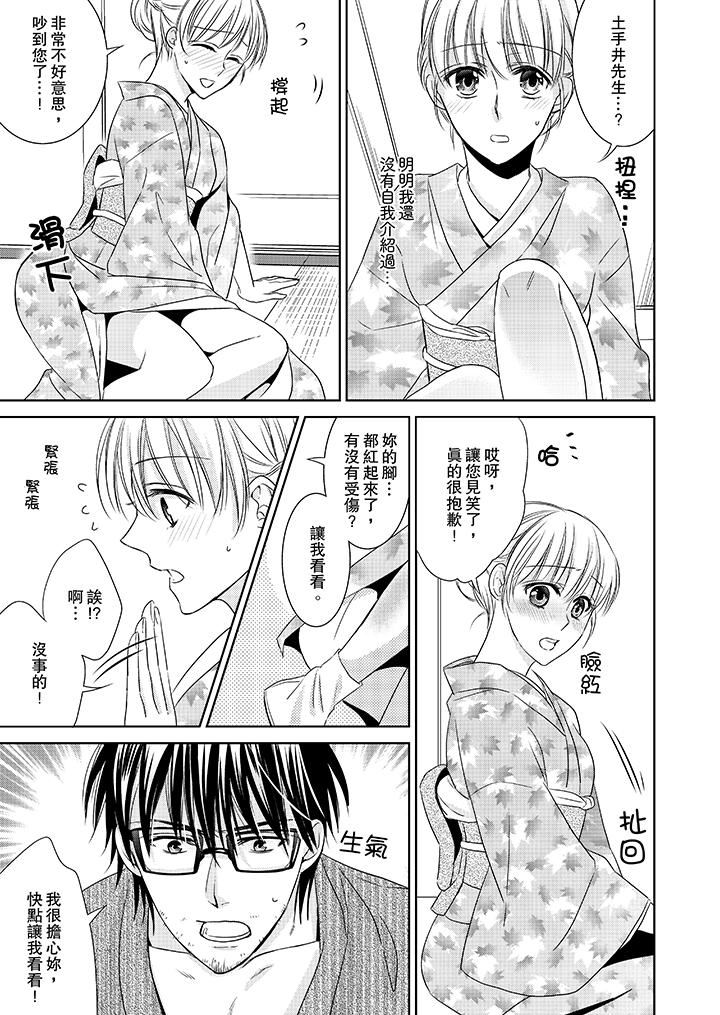 土手井先生…？
扭捏…
明明我還
沒有自我介紹過…
撐起
非常不好意思，
吵到您了…！
滑下
哈
哎呀，
讓您見笑了，
真的很抱歉！
臉紅
扯回
妳的腳…
都紅起來了，
有沒有受傷？
讓我看看。
緊張
緊張
誒!?
啊…
沒事的！
生氣
我很擔心妳，
快點讓我看看！